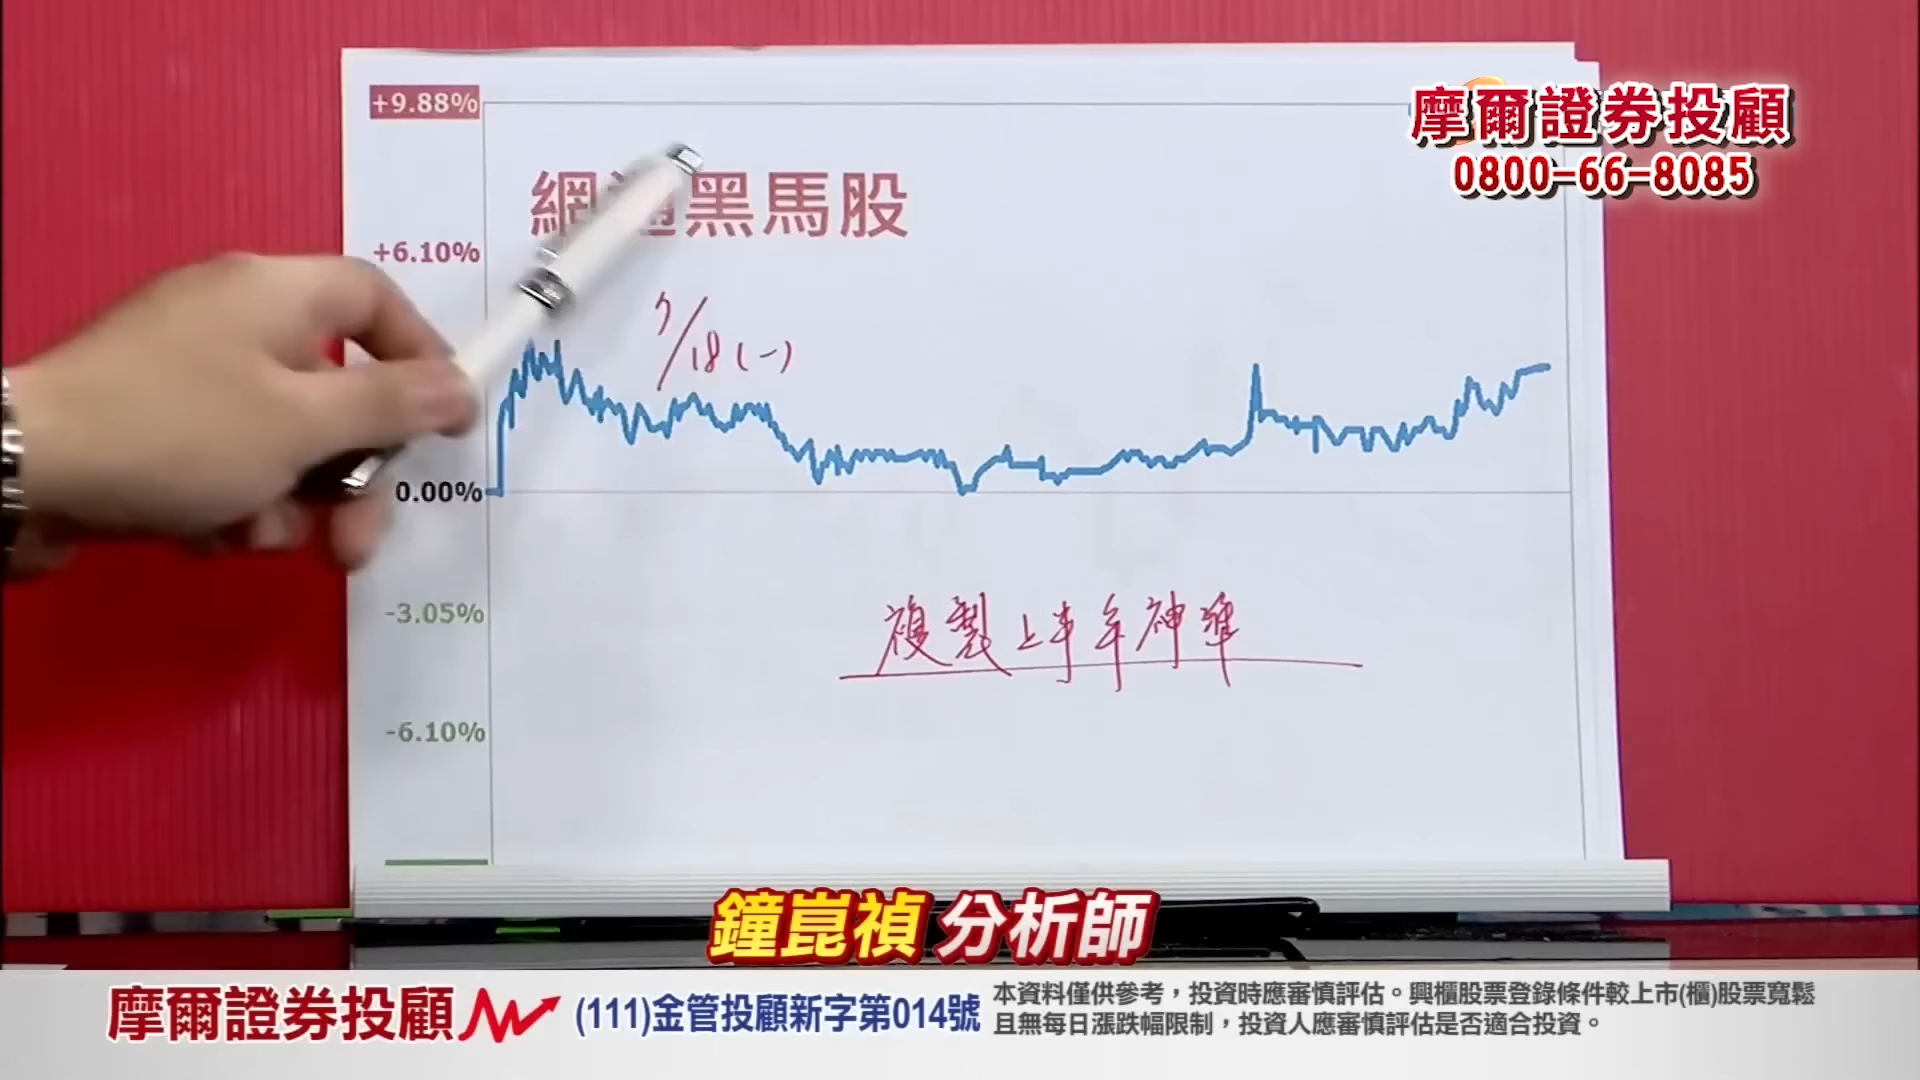 摩爾證券投顧
0800-66-8085
+9.88%
網通黑馬股
+6.10%
7/18(一)
0.00%
-3.05%
複製上半年神準
-6.10%
鐘崑禎 分析師
摩爾證券投顧
(111)金管投顧新字第014號
本資料僅供參考，投資時應審慎評估。興櫃股票登錄條件較上市(櫃)股票寬鬆
且無每日漲跌幅限制，投資人應審慎評估是否適合投資。